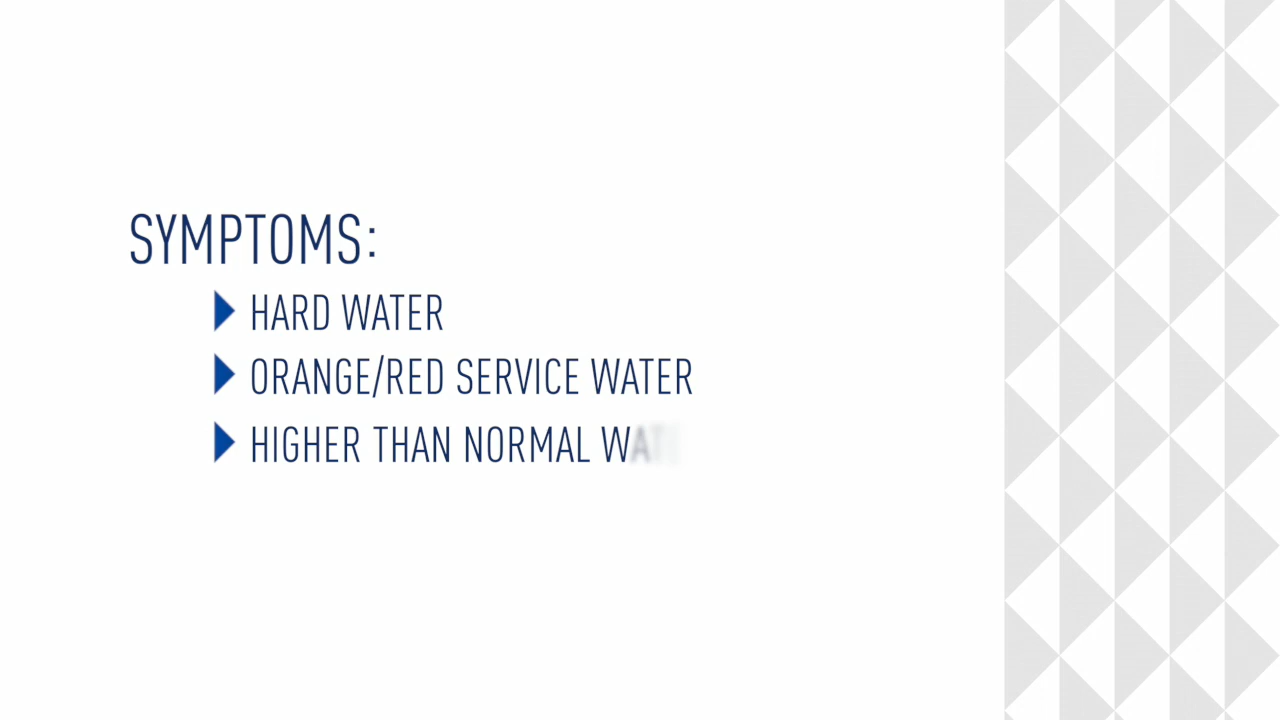 SYMPTOMS:
HARD WATER
ORANGE/RED SERVICE WATER
HIGHER THAN NORMAL